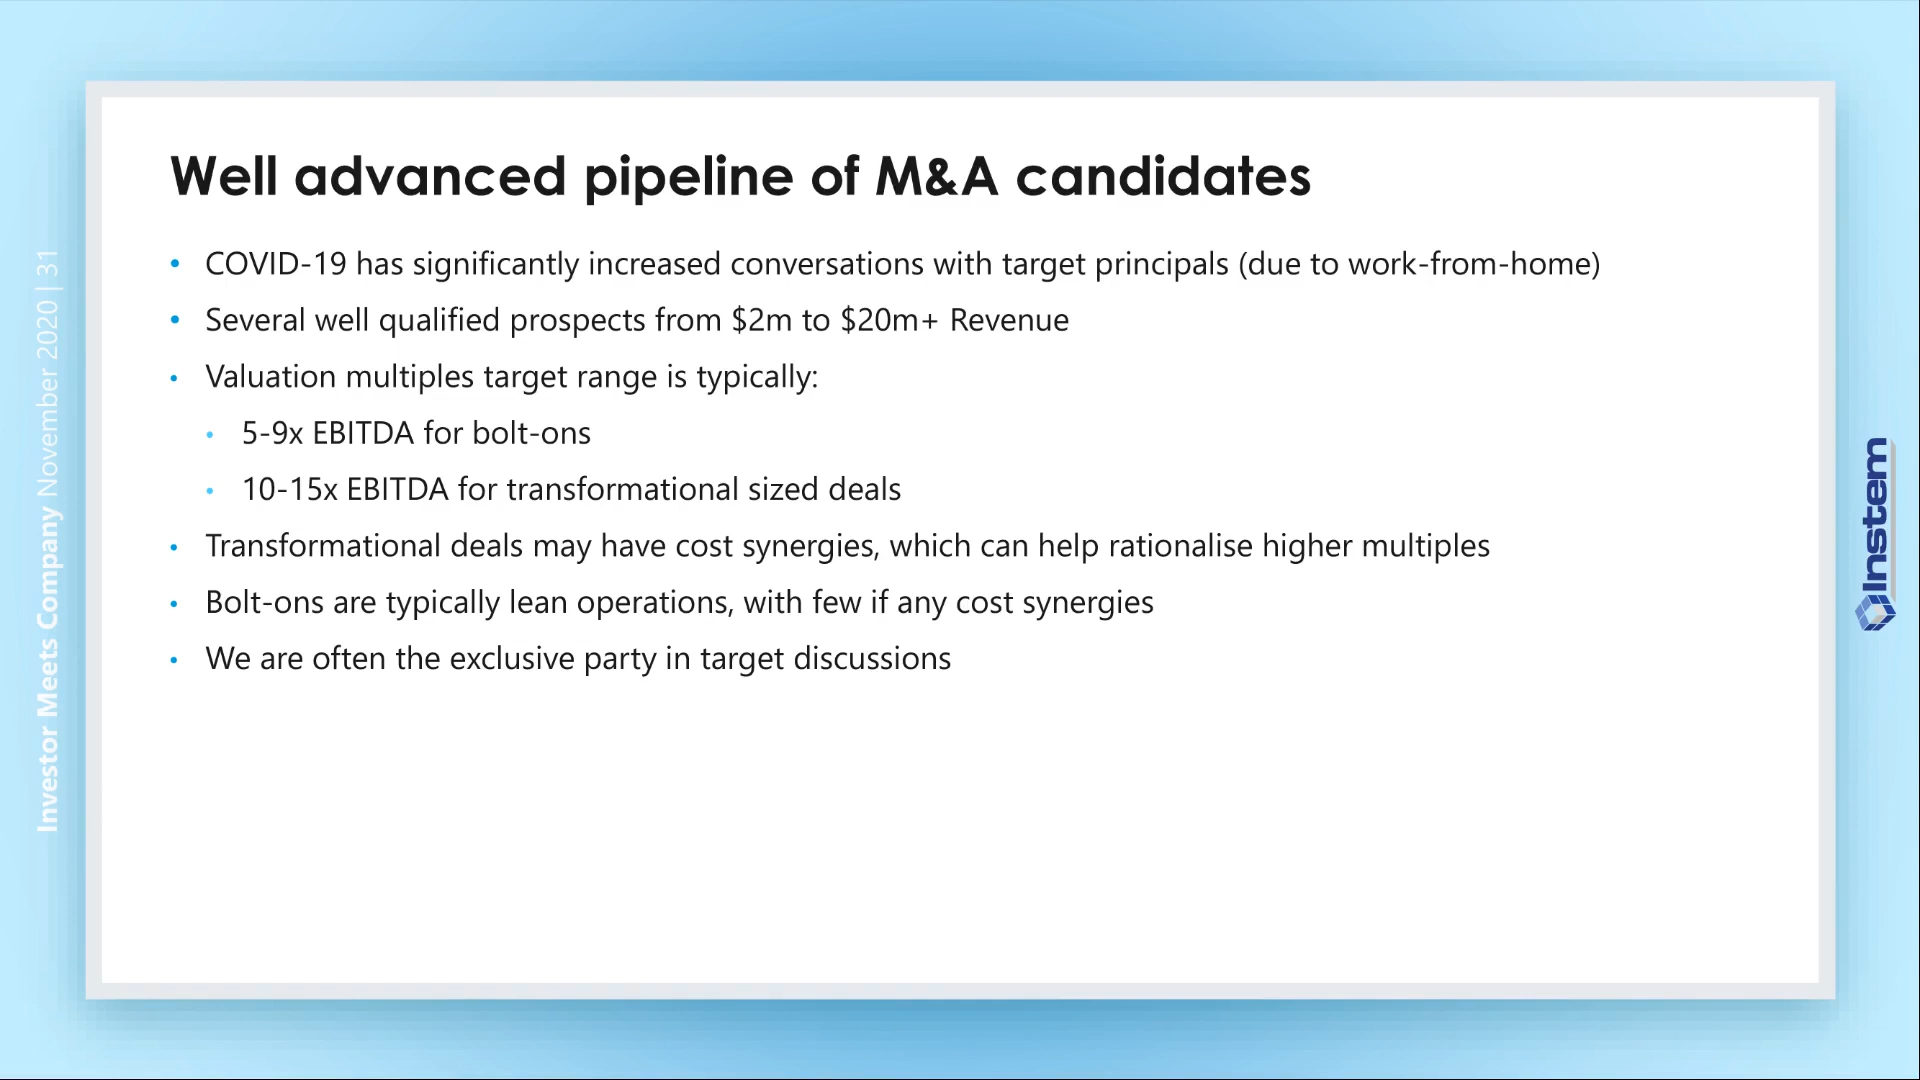 Well advanced pipeline of M&A candidates
• COVID-19 has significantly increased conversations with target principals (due to work-from-home)
• Several well qualified prospects from $2m to $20m+ Revenue
• Valuation multiples target range is typically:
• 5-9x EBITDA for bolt-ons
• 10-15x EBITDA for transformational sized deals
• Transformational deals may have cost synergies, which can help rationalise higher multiples
• Bolt-ons are typically lean operations, with few if any cost synergies
• We are often the exclusive party in target discussions
Investor Meets Company November 2020 | 31
Instem